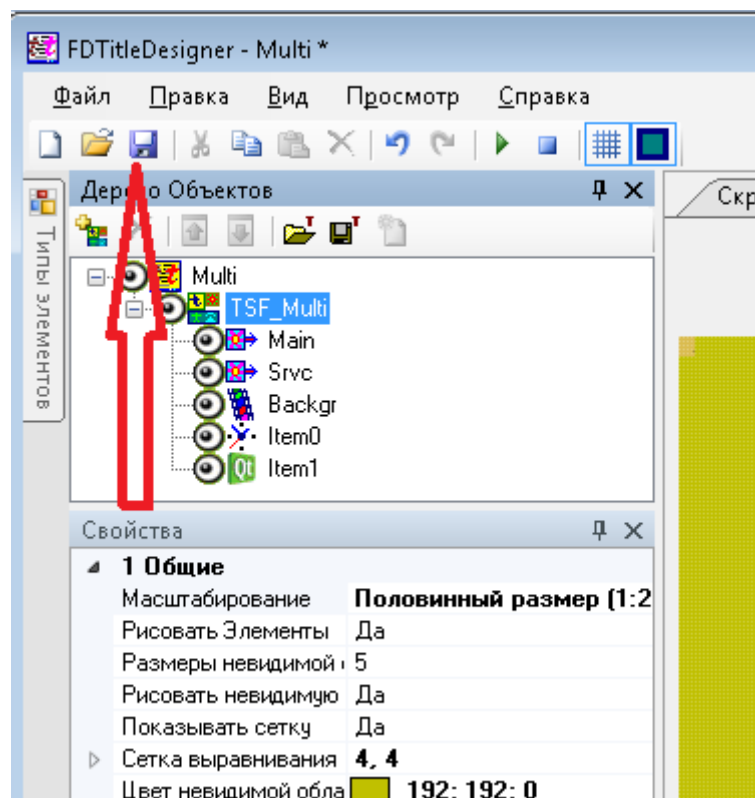 FDTitleDesigner - Multi *
Файл Правка Вид Просмотр Справка
Дерево Объектов
Скр
Типы элементов
Multi
TSF_Multi
Main
Srvc
Backgr
Item0
Item1
Свойства
1 Общие
Масштабирование Половинный размер (1:2
Рисовать Элементы Да
Размеры невидимой 5
Рисовать невидимую Да
Показывать сетку Да
Сетка выравнивания 4, 4
Цвет невидимой обла 192; 192; 0